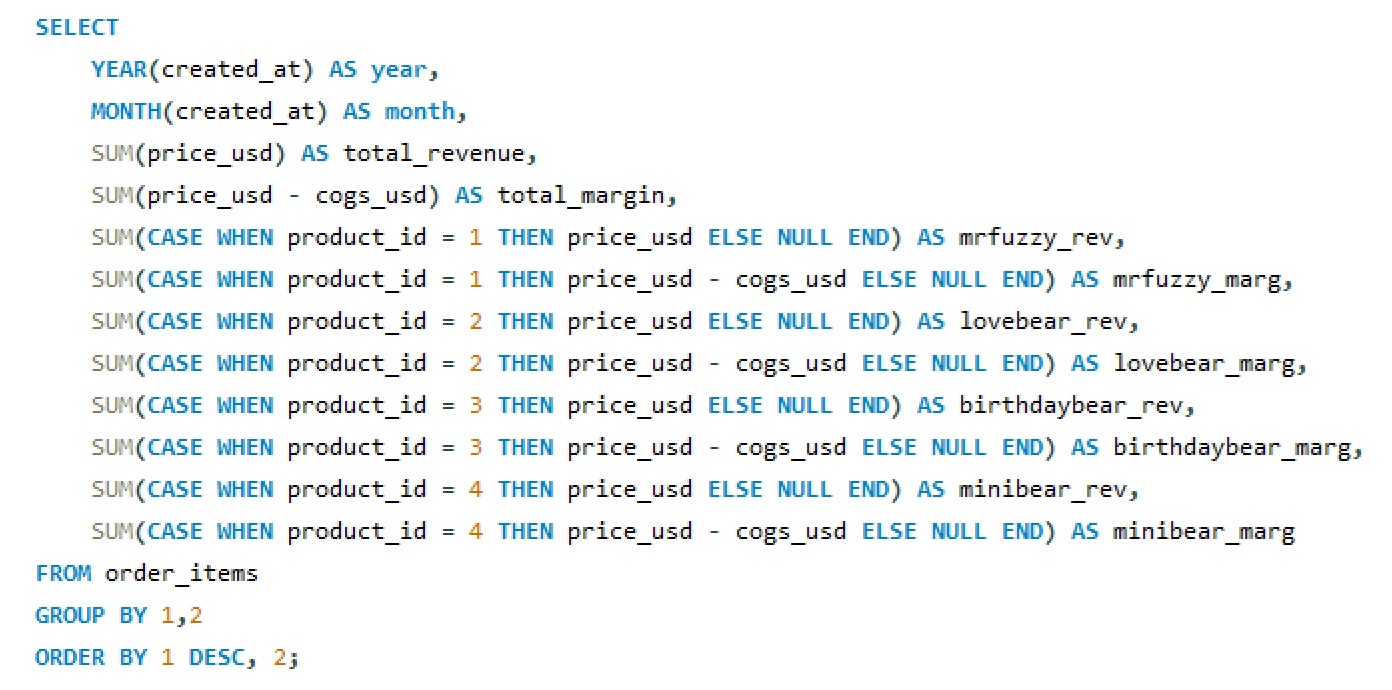 SELECT
YEAR(created_at) AS year,
MONTH(created_at) AS month,
SUM(price_usd) AS total_revenue,
SUM(price_usd - cogs_usd) AS total_margin,
SUM(CASE WHEN product_id = 1 THEN price_usd ELSE NULL END) AS mrfuzzy_rev,
SUM(CASE WHEN product_id = 1 THEN price_usd - cogs_usd ELSE NULL END) AS mrfuzzy_marg,
SUM(CASE WHEN product_id = 2 THEN price_usd ELSE NULL END) AS lovebear_rev,
SUM(CASE WHEN product_id = 2 THEN price_usd - cogs_usd ELSE NULL END) AS lovebear_marg,
SUM(CASE WHEN product_id = 3 THEN price_usd ELSE NULL END) AS birthdaybear_rev,
SUM(CASE WHEN product_id = 3 THEN price_usd - cogs_usd ELSE NULL END) AS birthdaybear_marg,
SUM(CASE WHEN product_id = 4 THEN price_usd ELSE NULL END) AS minibear_rev,
SUM(CASE WHEN product_id = 4 THEN price_usd - cogs_usd ELSE NULL END) AS minibear_marg
FROM order_items
GROUP BY 1,2
ORDER BY 1 DESC, 2;